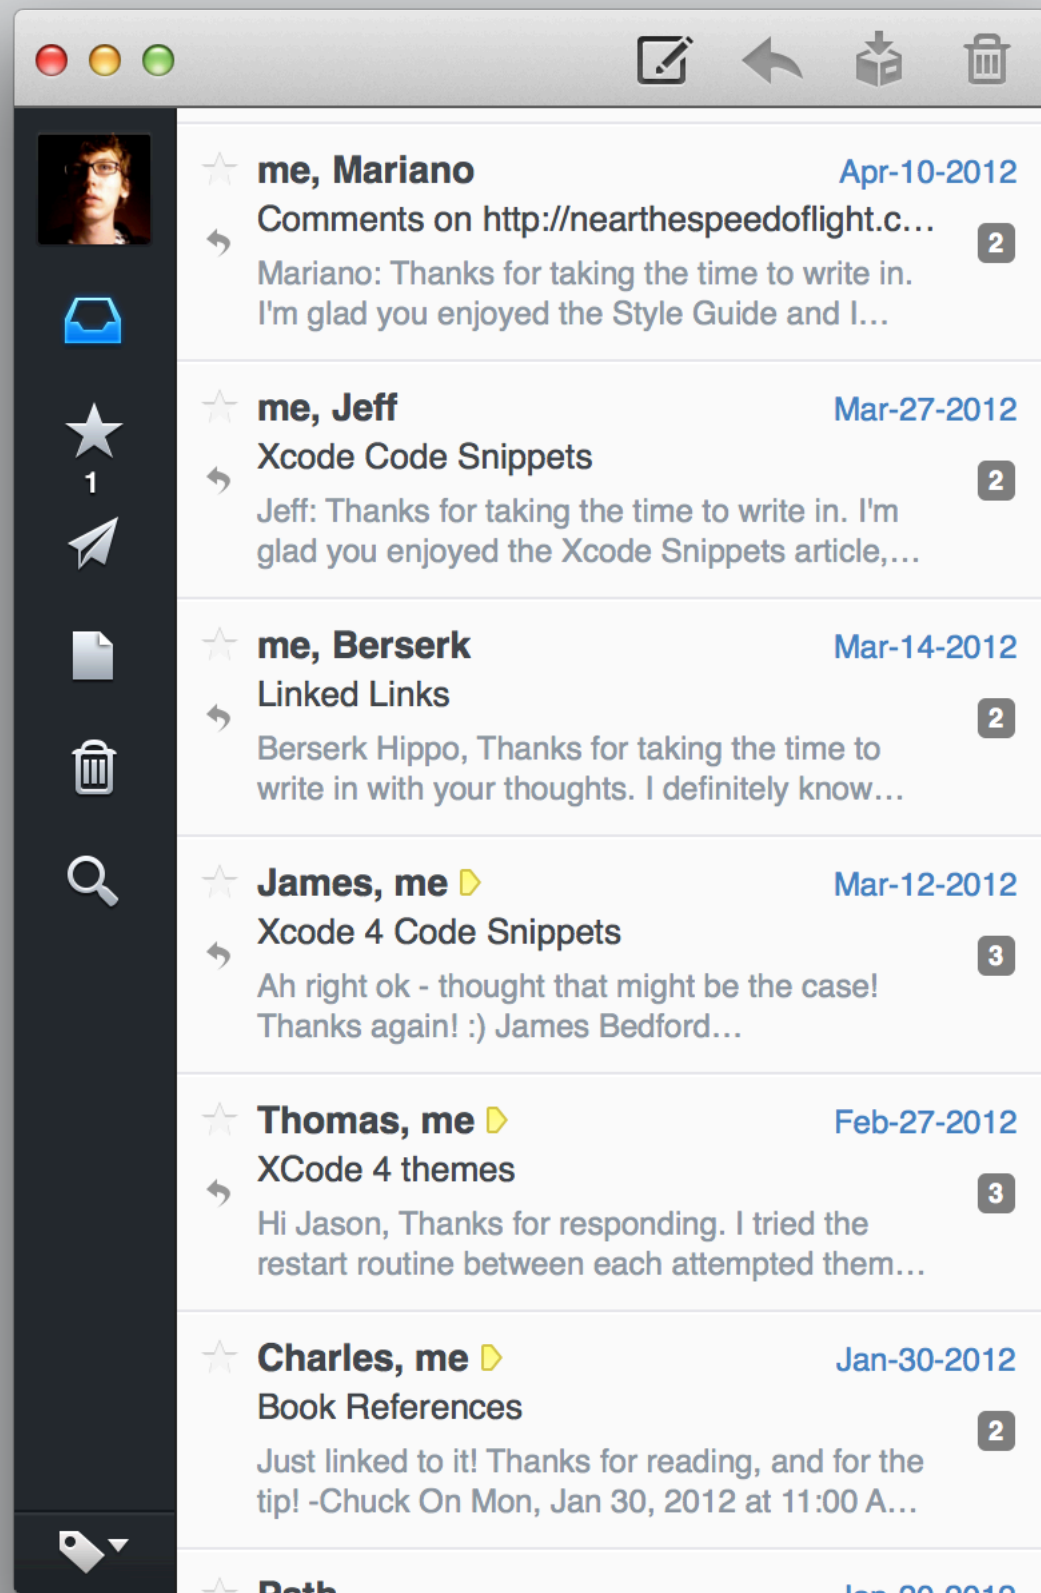 me, Mariano
Apr-10-2012
Comments on http://nearthespeedoflight.c...
2
Mariano: Thanks for taking the time to write in.
I'm glad you enjoyed the Style Guide and I...
me, Jeff
Mar-27-2012
Xcode Code Snippets
2
Jeff: Thanks for taking the time to write in. I'm
glad you enjoyed the Xcode Snippets article,...
1
me, Berserk
Mar-14-2012
Linked Links
2
Berserk Hippo, Thanks for taking the time to
write in with your thoughts. I definitely know...
James, me
Mar-12-2012
Xcode 4 Code Snippets
3
Ah right ok - thought that might be the case!
Thanks again! :) James Bedford...
Thomas, me
Feb-27-2012
XCode 4 themes
3
Hi Jason, Thanks for responding. I tried the
restart routine between each attempted them...
Charles, me
Jan-30-2012
Book References
2
Just linked to it! Thanks for reading, and for the
tip! -Chuck On Mon, Jan 30, 2012 at 11:00 A...
Path